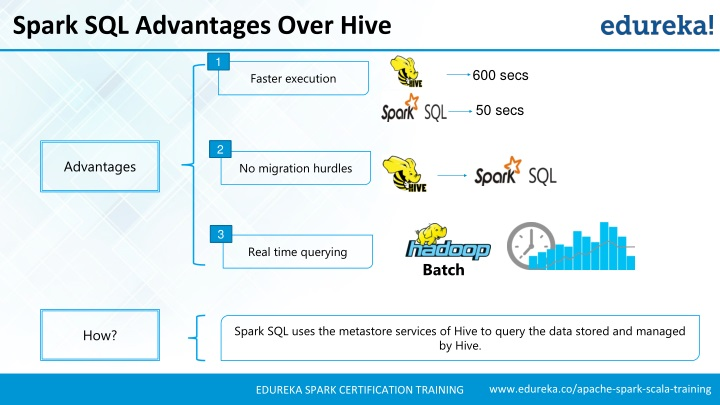 Spark SQL Advantages Over Hive
edureka!
1
Faster execution
HIVE
600 secs
Spark SQL
50 secs
Advantages
2
No migration hurdles
HIVE
Spark SQL
3
Real time querying
hadoop
Batch
How?
Spark SQL uses the metastore services of Hive to query the data stored and managed
by Hive.
EDUREKA SPARK CERTIFICATION TRAINING
www.edureka.co/apache-spark-scala-training